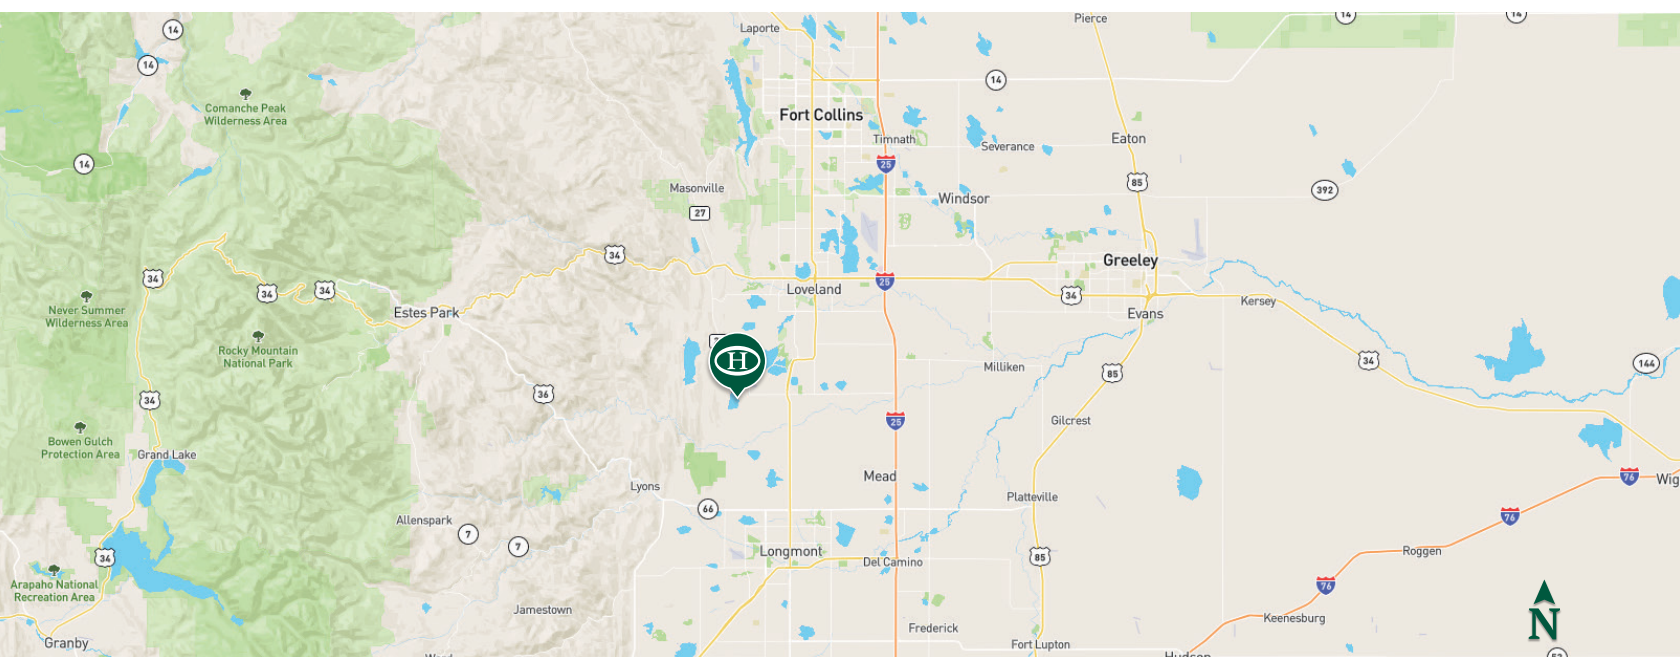 14
Laporte
Pierce
14
14
14
14
Comanche Peak
Wilderness Area
Fort Collins
Timnath
Severance
Eaton
14
25
Masonville
85
392
27
Windsor
34
34
34
34
25
Greeley
Loveland
34
Never Summer
Wilderness Area
Estes Park
Evans
Kersey
Rocky Mountain
National Park
H
Milliken
85
34
144
34
36
25
Gilcrest
Bowen Gulch
Protection Area
Grand Lake
Mead
76
Wig
Lyons
Platteville
66
76
Allenspark
7
7
34
Longmont
Del Camino
85
Roggen
Arapaho National
Recreation Area
76
Jamestown
Keenesburg
N
Frederick
Granby
Fort Lupton
Hudson
52